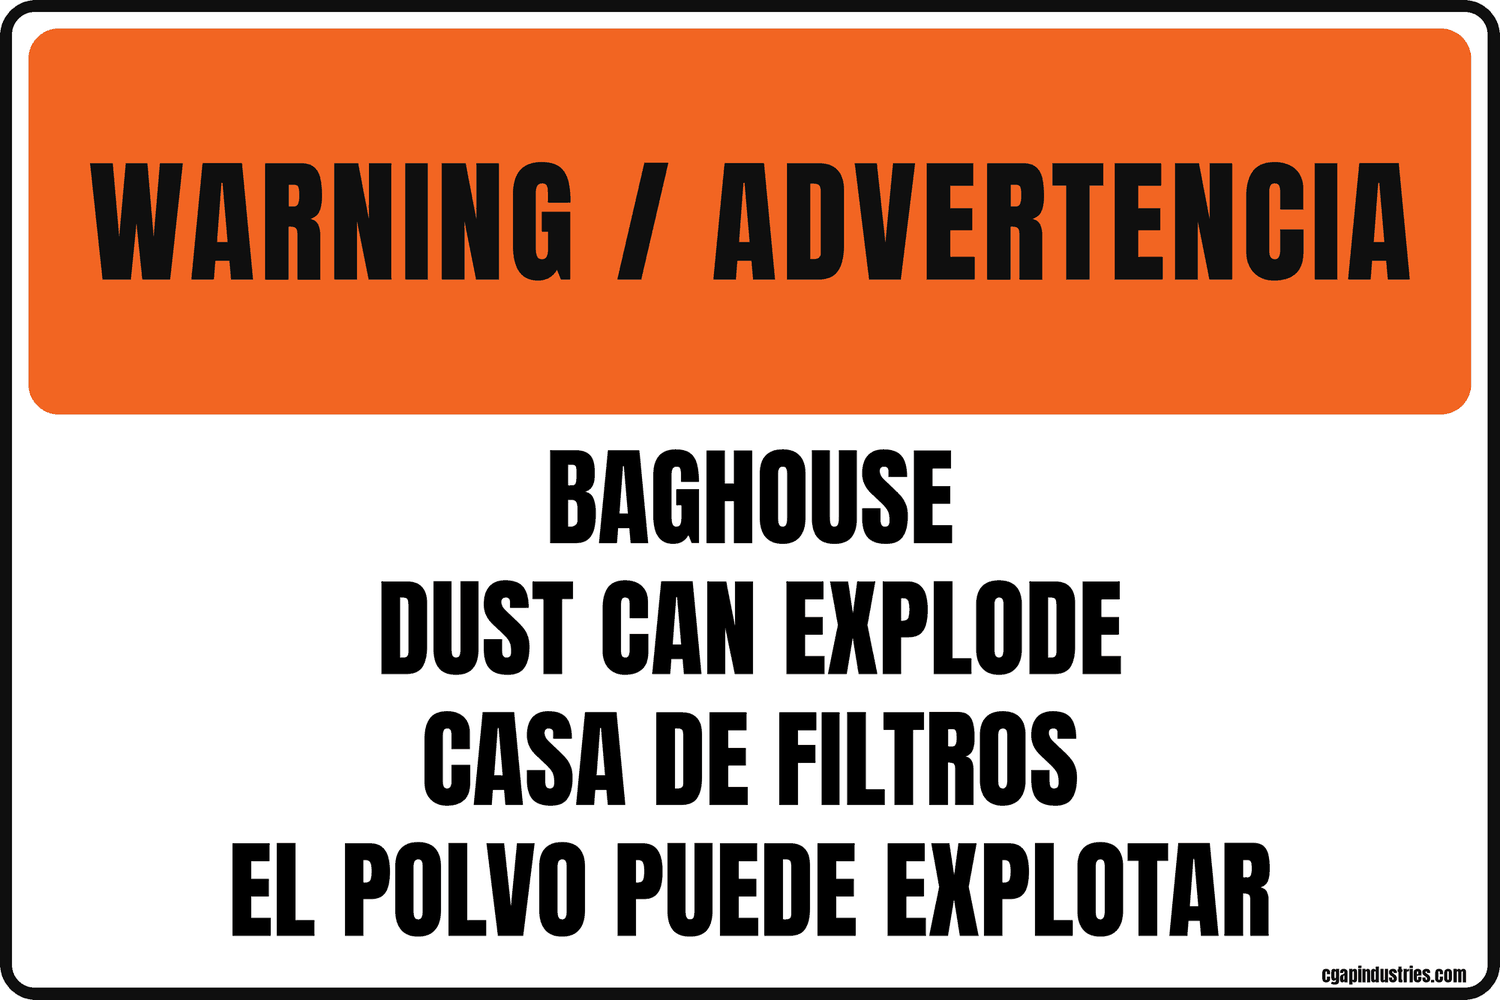 WARNING / ADVERTENCIA
BAGHOUSE
DUST CAN EXPLODE
CASA DE FILTROS
EL POLVO PUEDE EXPLOTAR
cgapindustries.com